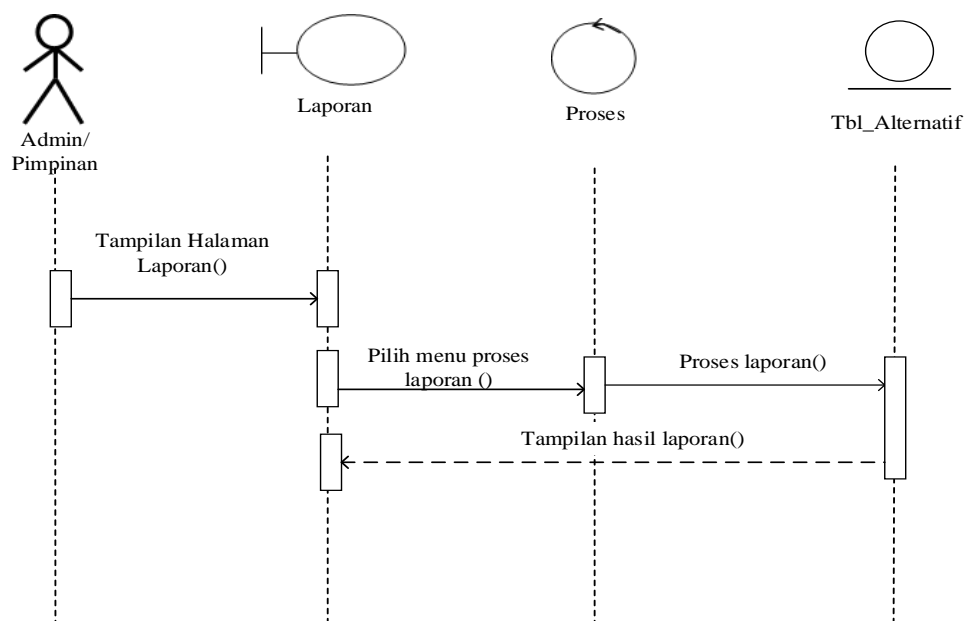 Admin/
Pimpinan
Laporan
Proses
Tbl_Alternatif
Tampilan Halaman
Laporan()
Pilih menu proses
laporan ()
Proses laporan()
Tampilan hasil laporan()